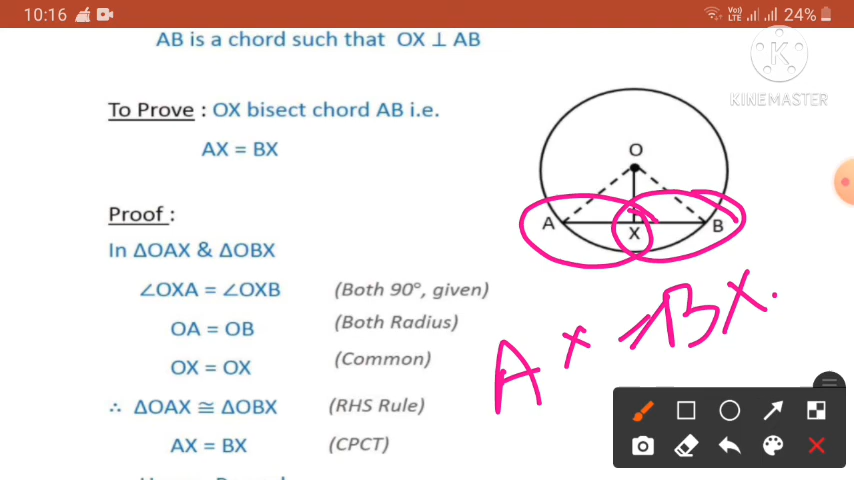 10:16
Vo) LTE
24%
AB is a chord such that OX ⊥ AB
KINEMASTER
To Prove : OX bisect chord AB i.e.
AX = BX
O
A
X
B
Proof :
In ΔOAX & ΔOBX
∠OXA = ∠OXB (Both 90°, given)
OA = OB (Both Radius)
OX = OX (Common)
∴ ΔOAX ≅ ΔOBX (RHS Rule)
AX = BX (CPCT)
AX = BX.